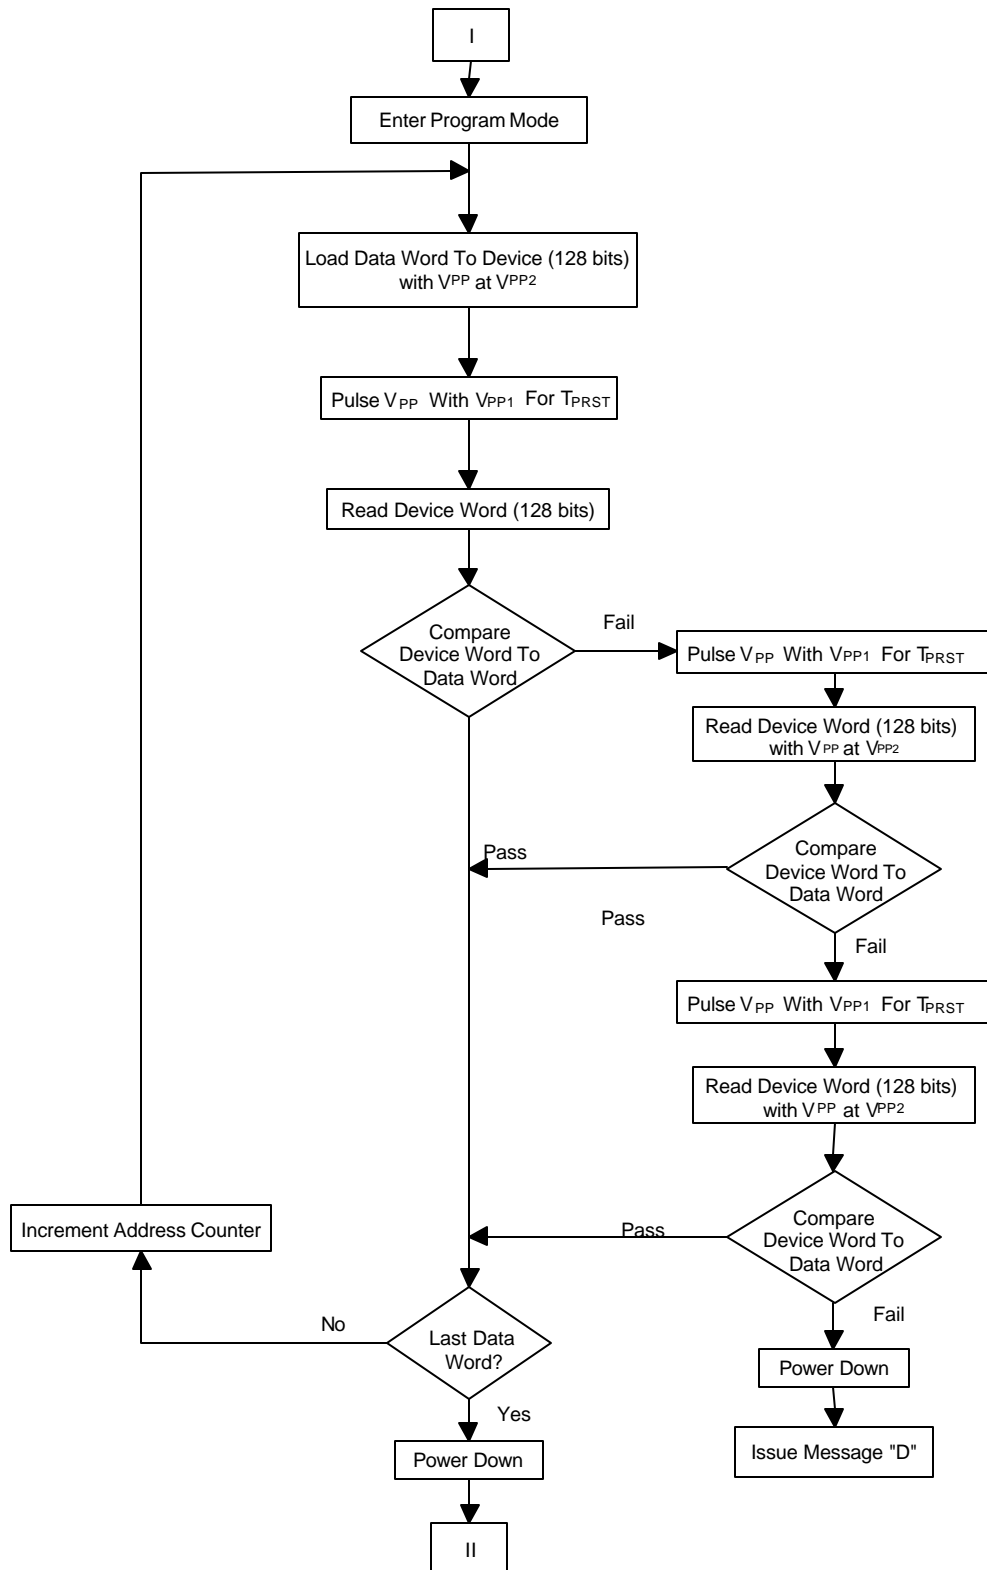 I
Enter Program Mode
Load Data Word To Device (128 bits)
with VPP at VPP2
Pulse VPP With VPP1 For TPRST
Read Device Word (128 bits)
Compare
Device Word To
Data Word
Fail
Pulse VPP With VPP1 For TPRST
Read Device Word (128 bits)
with VPP at VPP2
Compare
Device Word To
Data Word
Pass
Pass
Fail
Pulse VPP With VPP1 For TPRST
Read Device Word (128 bits)
with VPP at VPP2
Compare
Device Word To
Data Word
Pass
Fail
Power Down
Issue Message "D"
Increment Address Counter
No
Last Data
Word?
Yes
Power Down
II